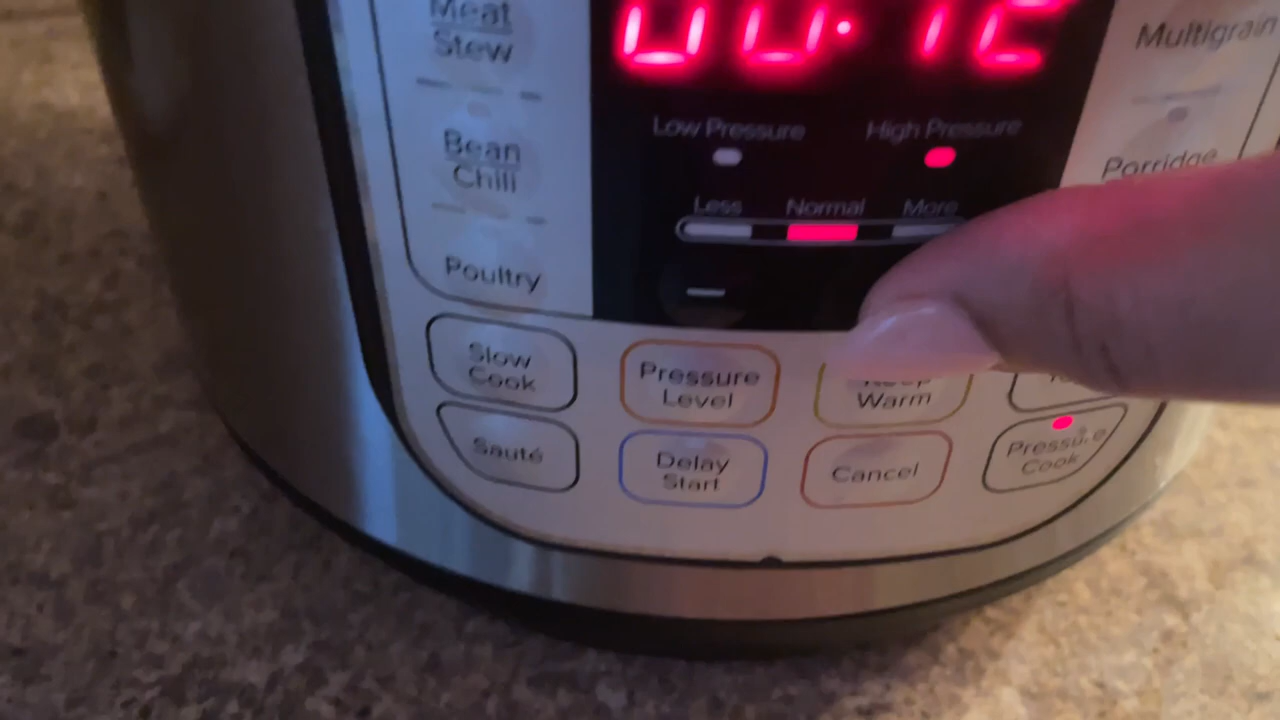 Meat
Stew
Multigrain
Low Pressure
High Pressure
Bean
Chili
Porridge
Less
Normal
More
Poultry
Slow
Cook
Pressure
Level
Keep
Warm
Sauté
Delay
Start
Cancel
Pressure
Cook